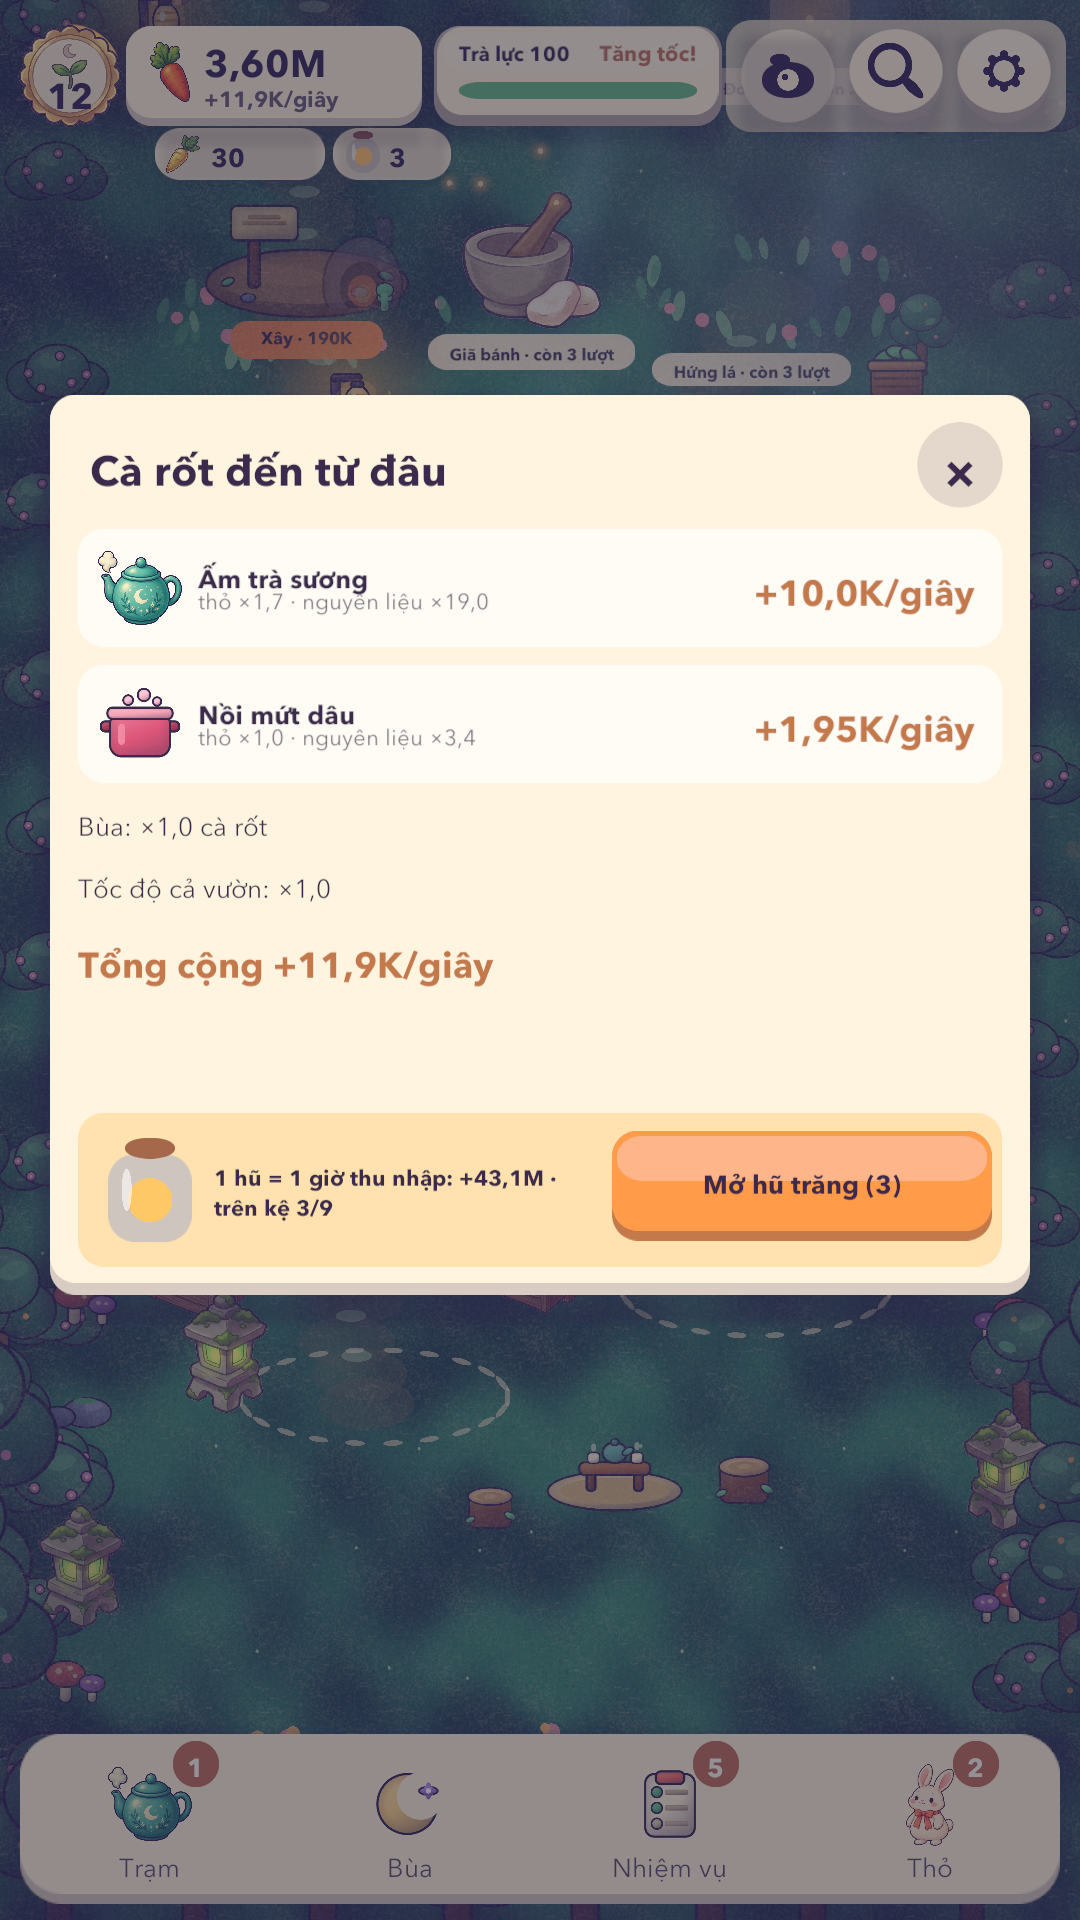 12
3,60M
+11,9K/giây
Trà lực 100 Tăng tốc!
30
3
Xây · 190K
Giã bánh · còn 3 lượt
Hứng lá · còn 3 lượt
Cà rốt đến từ đâu
×
Ấm trà sương
thỏ ×1,7 · nguyên liệu ×19,0
+10,0K/giây
Nồi mứt dâu
thỏ ×1,0 · nguyên liệu ×3,4
+1,95K/giây
Bùa: ×1,0 cà rốt
Tốc độ cả vườn: ×1,0
Tổng cộng +11,9K/giây
1 hũ = 1 giờ thu nhập: +43,1M ·
trên kệ 3/9
Mở hũ trăng (3)
1
5
2
Trạm
Bùa
Nhiệm vụ
Thỏ